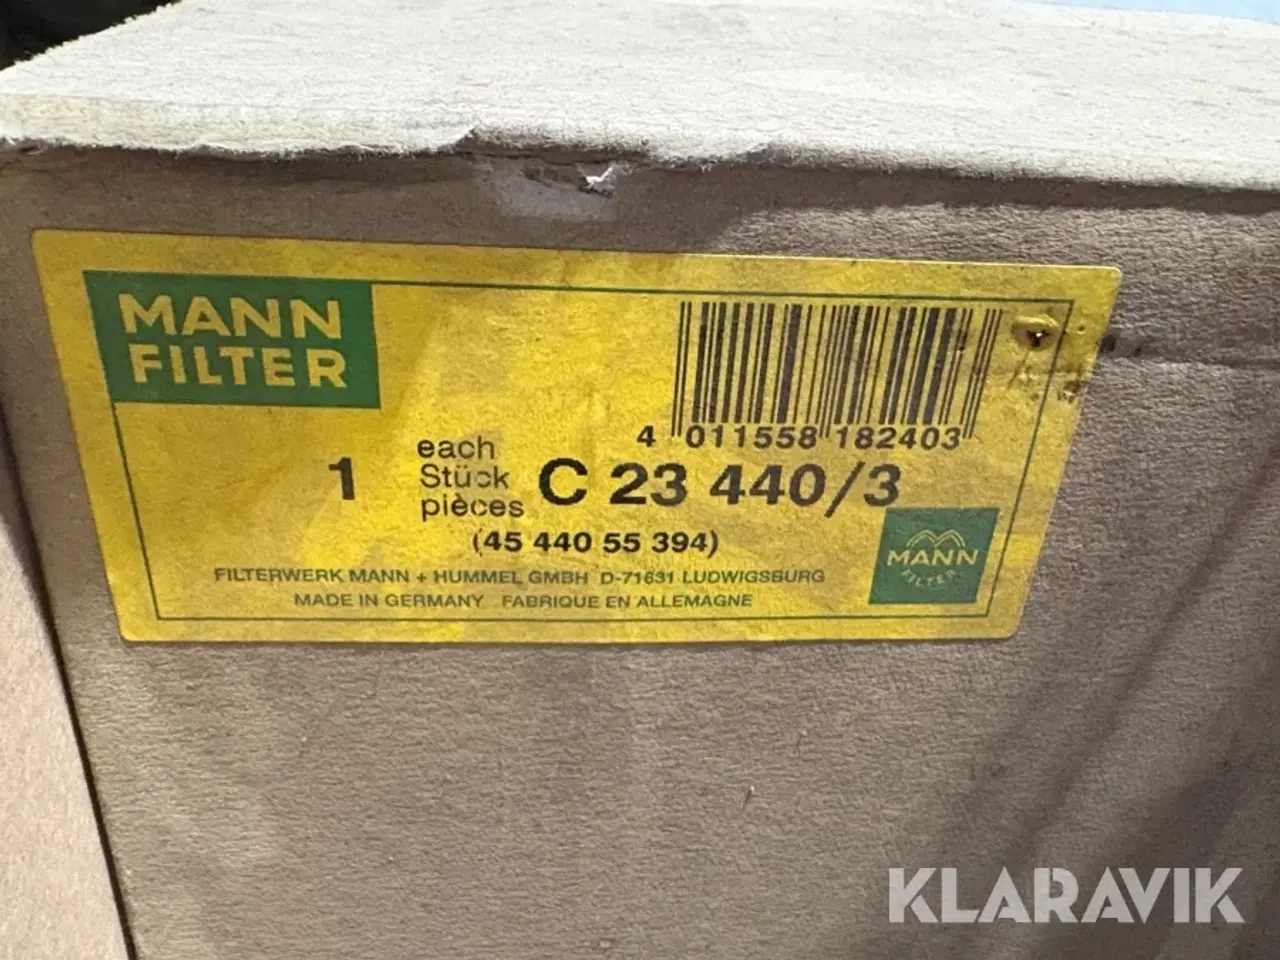 MANN
FILTER
4 011558 182403
1 each
Stück
pièces
C 23 440/3
(45 440 55 394)
MANN
FILTER
FILTERWERK MANN + HUMMEL GMBH D-71631 LUDWIGSBURG
MADE IN GERMANY FABRIQUE EN ALLEMAGNE
KLARAVIK